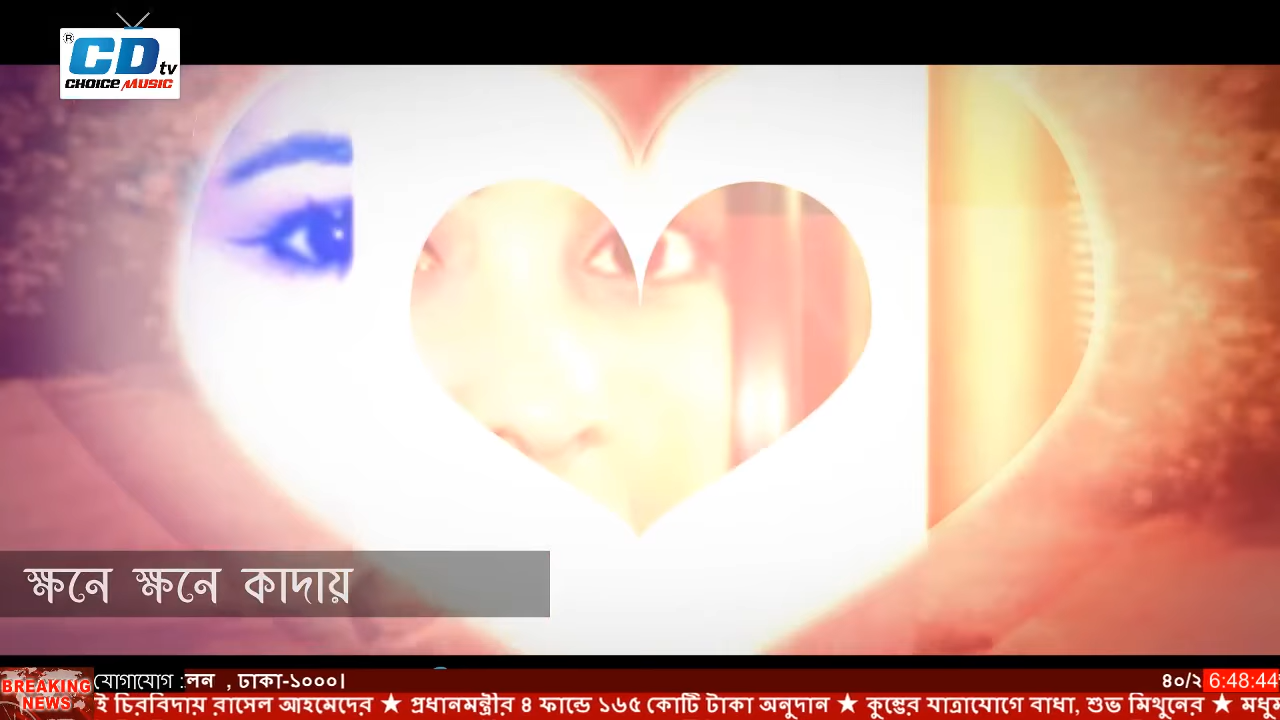 ® CD tv
CHOICE MUSIC
ক্ষনে ক্ষনে কাদায়
BREAKING NEWS
যোগাযোগ :লন , ঢাকা-১০০০।
৪০/২ 6:48:44
ই চিরবিদায় রাসেল আহমেদের ★ প্রধানমন্ত্রীর ৪ ফান্ডে ১৬৫ কোটি টাকা অনুদান ★ কুম্ভের যাত্রাযোগে বাধা, শুভ মিথুনের ★ মধুম